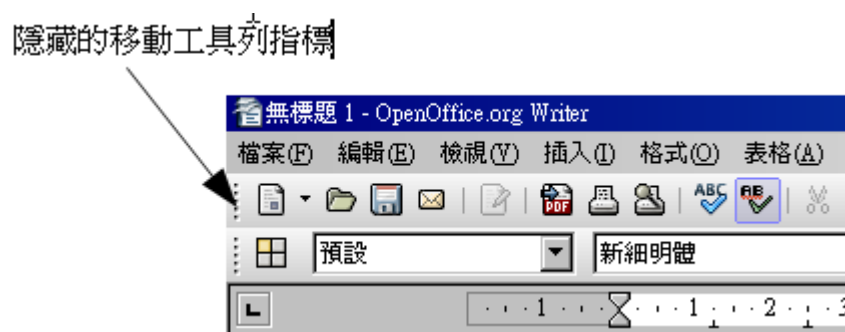 隱藏的移動工具列指標
無標題 1 - OpenOffice.org Writer
檔案(F) 編輯(E) 檢視(V) 插入(I) 格式(O) 表格(A)
PDF ABC AB
預設 新細明體
1 1 2 3